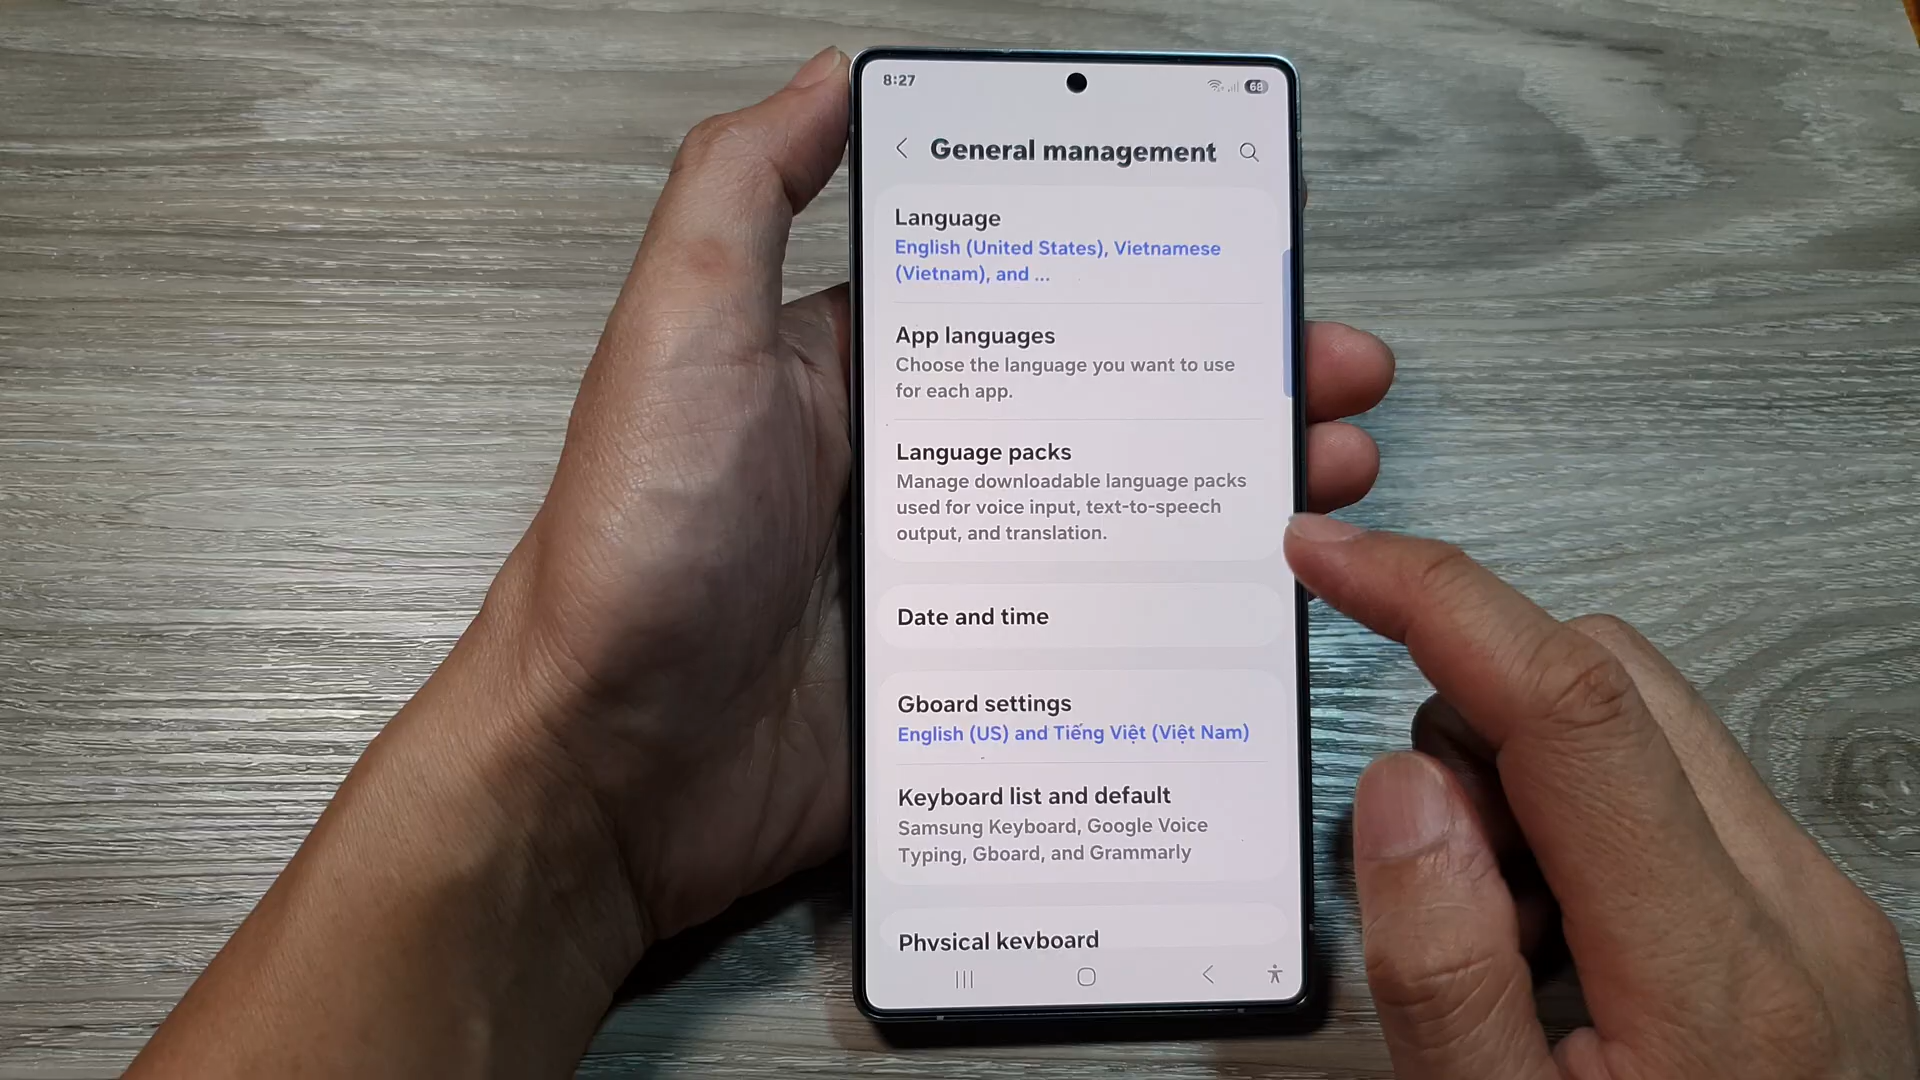 8:27
68
General management
Language
English (United States), Vietnamese
(Vietnam), and ...
App languages
Choose the language you want to use
for each app.
Language packs
Manage downloadable language packs
used for voice input, text-to-speech
output, and translation.
Date and time
Gboard settings
English (US) and Tiếng Việt (Việt Nam)
Keyboard list and default
Samsung Keyboard, Google Voice
Typing, Gboard, and Grammarly
Physical keyboard